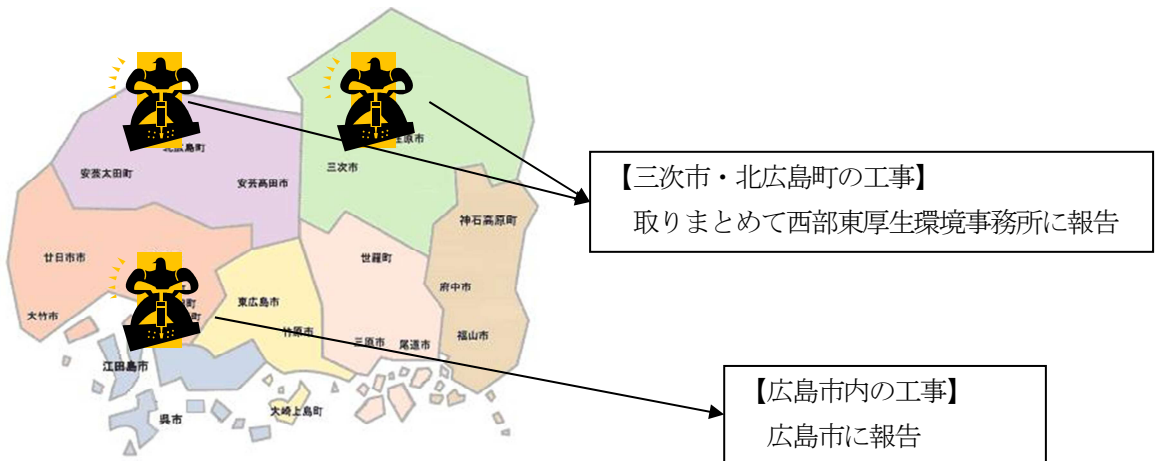 庄原市
北広島町
三次市
安芸太田町
安芸高田市
【三次市・北広島町の工事】
取りまとめて西部東厚生環境事務所に報告
神石高原町
廿日市市
世羅町
府中市
東広島市
大竹市
竹原市
福山市
三原市
尾道市
江田島市
大崎上島町
呉市
【広島市内の工事】
広島市に報告